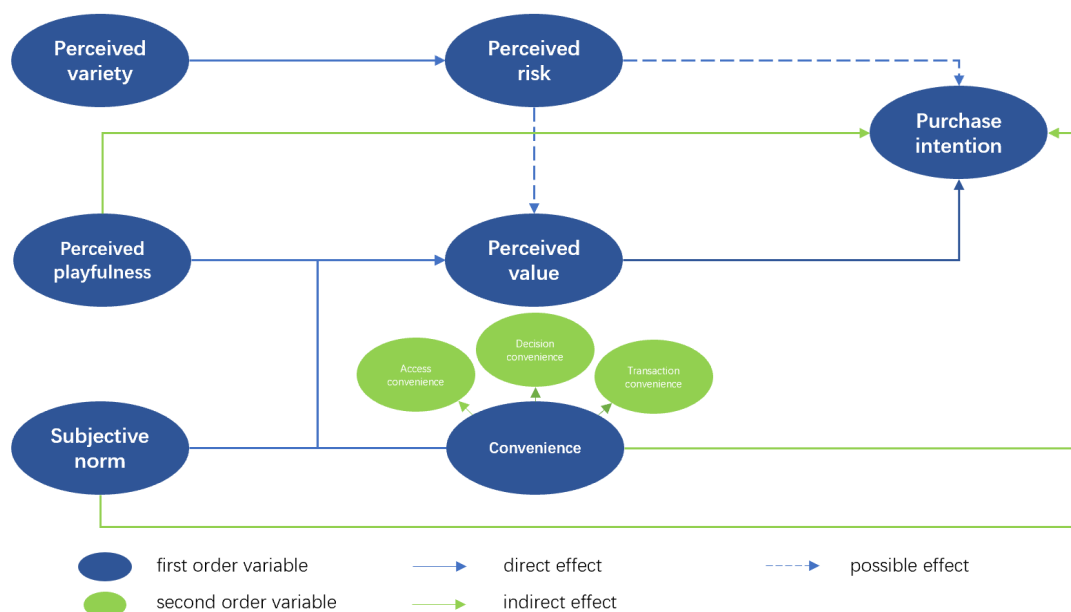 Perceived
variety
Perceived
risk
Purchase
intention
Perceived
playfulness
Perceived
value
Access
convenience
Decision
convenience
Transaction
convenience
Subjective
norm
Convenience
first order variable
direct effect
possible effect
second order variable
indirect effect